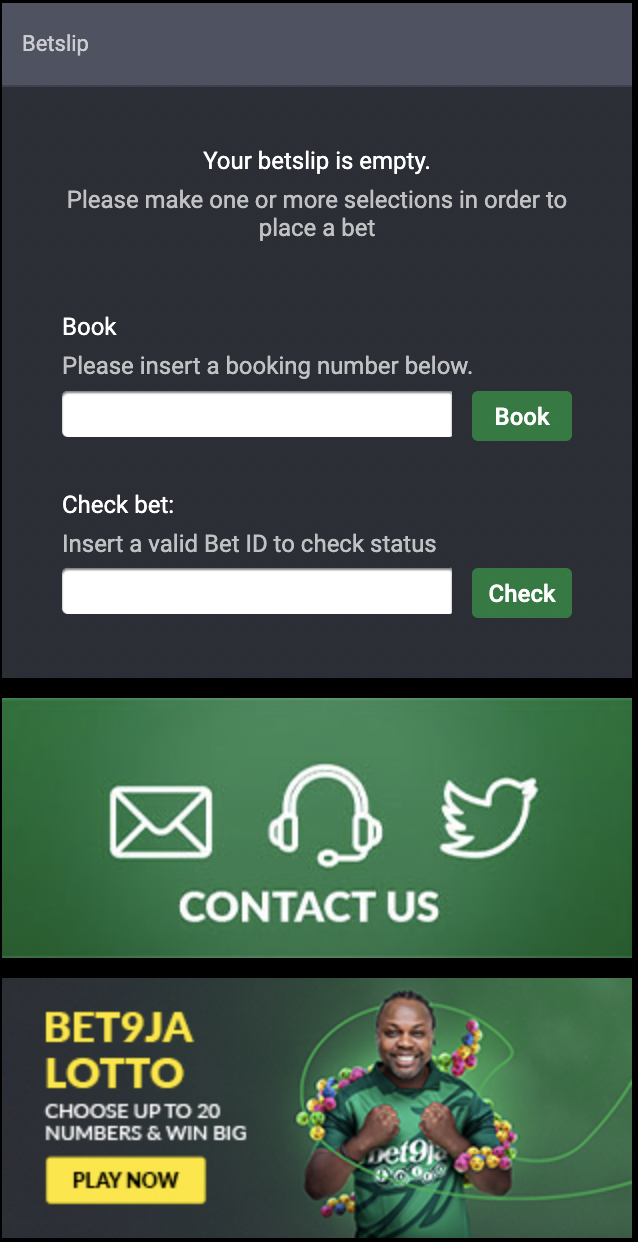 Betslip
Your betslip is empty.
Please make one or more selections in order to
place a bet
Book
Please insert a booking number below.
Book
Check bet:
Insert a valid Bet ID to check status
Check
CONTACT US
BET9JA
LOTTO
CHOOSE UP TO 20
NUMBERS & WIN BIG
PLAY NOW
bet9ja